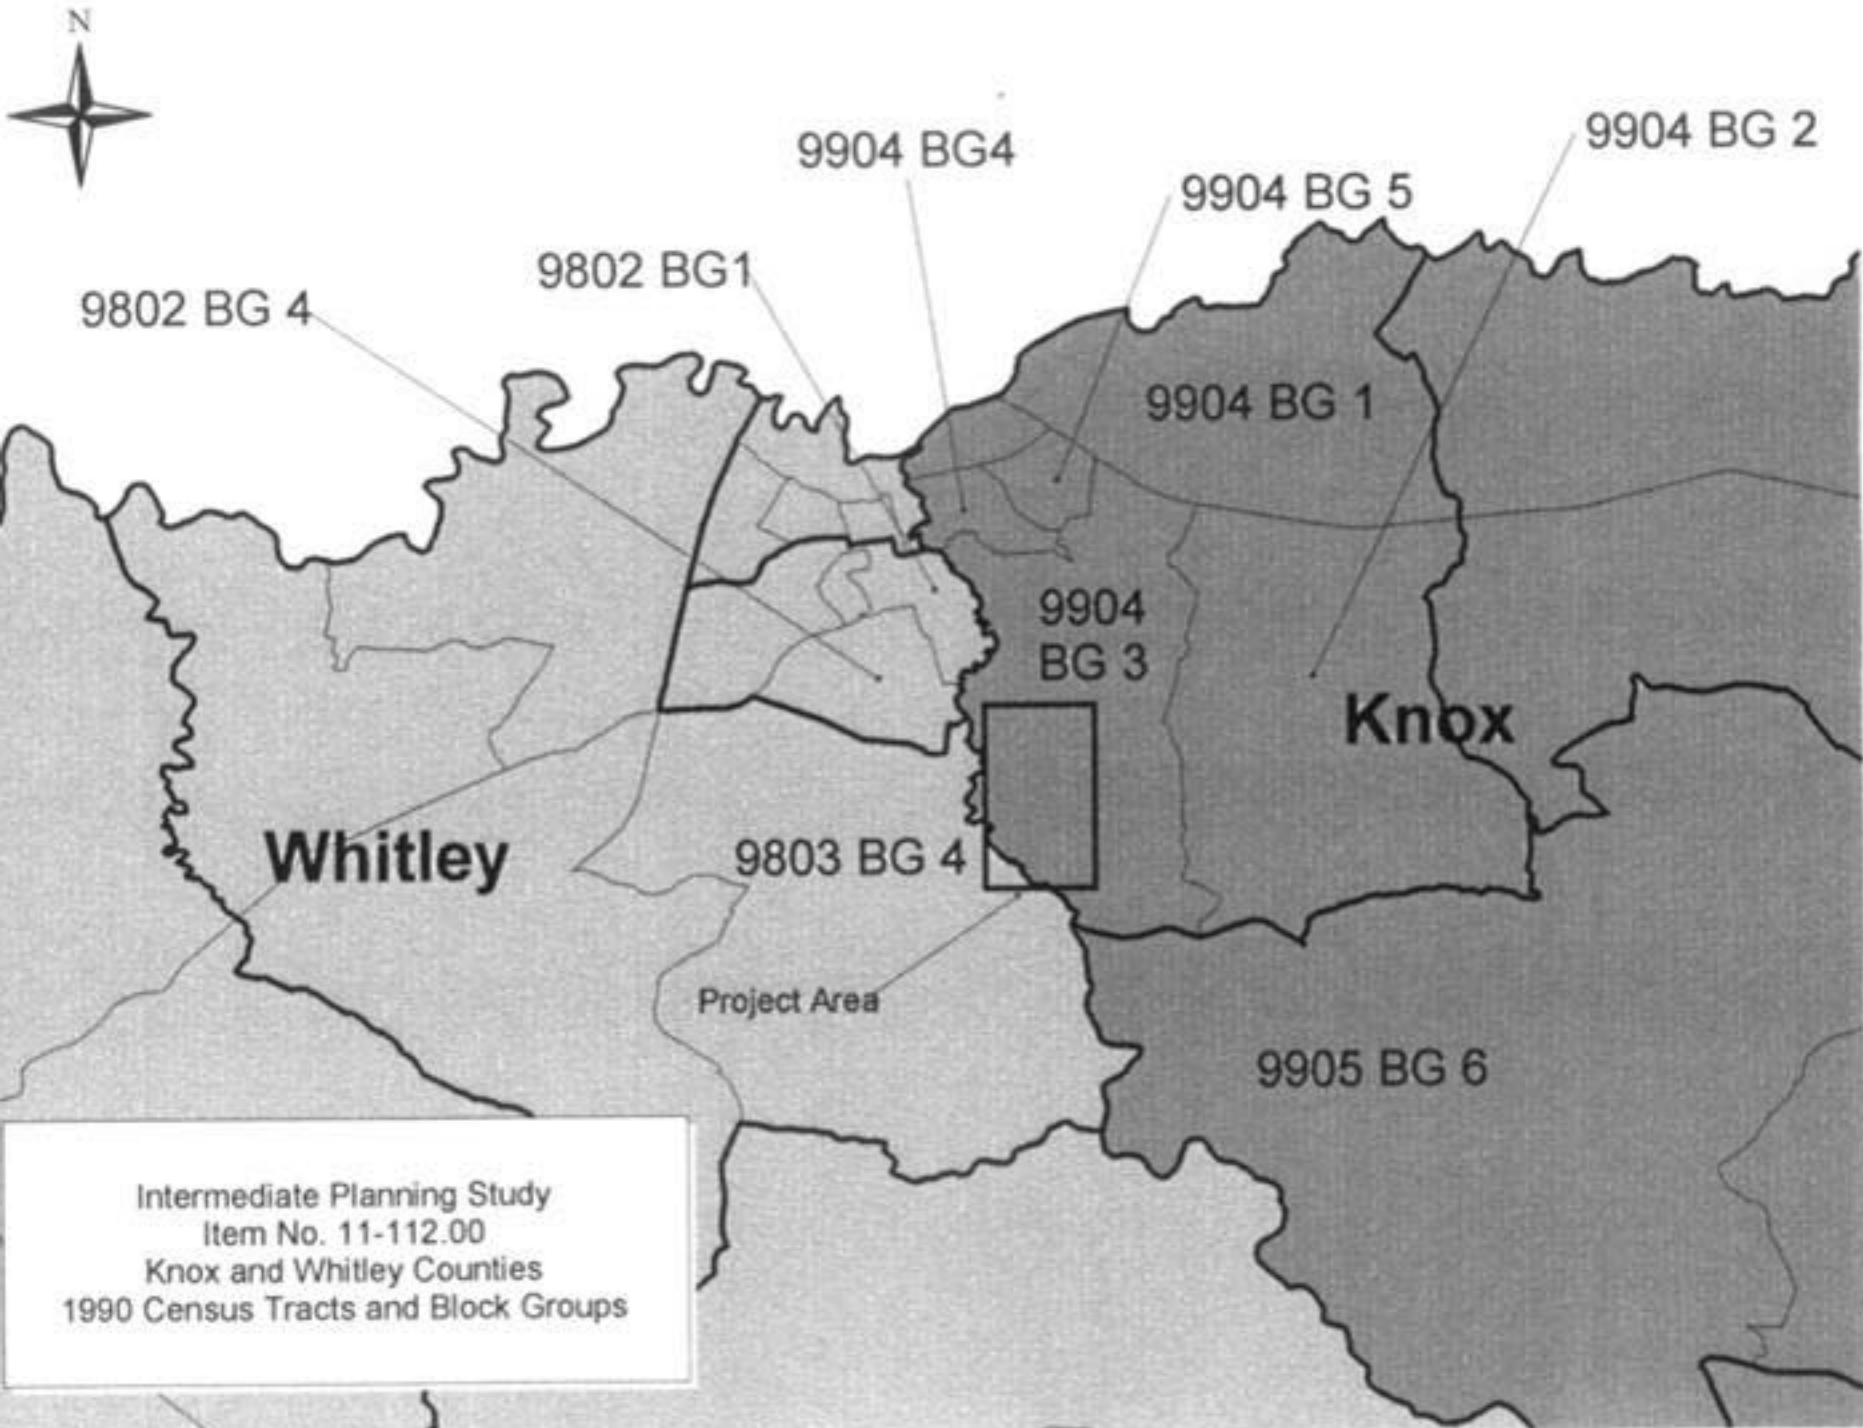 N
9904 BG4
9904 BG 2
9904 BG 5
9802 BG1
9802 BG 4
9904 BG 1
9904
BG 3
Knox
Whitley
9803 BG 4
Project Area
9905 BG 6
Intermediate Planning Study
Item No. 11-112.00
Knox and Whitley Counties
1990 Census Tracts and Block Groups